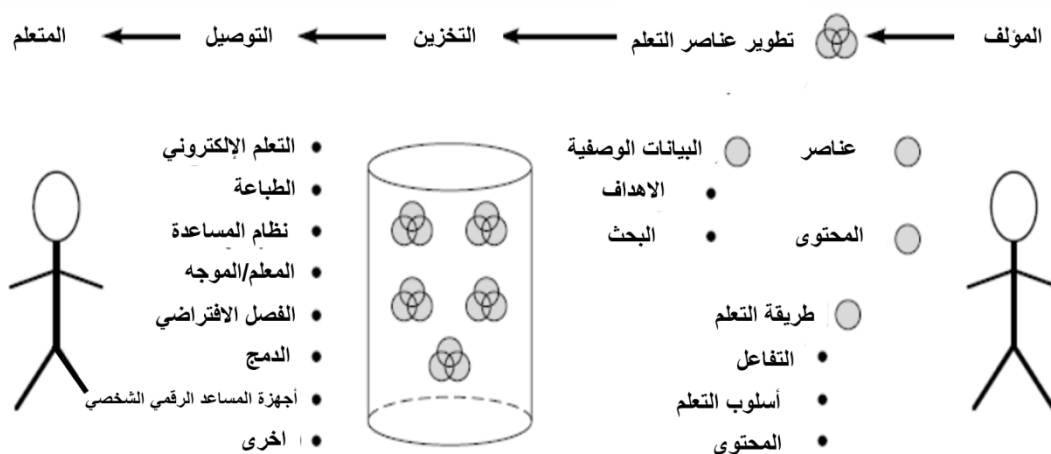 المؤلف
تطوير عناصر التعلم
التخزين
التوصيل
المتعلم
عناصر
المحتوى
البيانات الوصفية
الاهداف
البحث
طريقة التعلم
التفاعل
أسلوب التعلم
المحتوى
التعلم الإلكتروني
الطباعة
نظام المساعدة
المعلم/الموجه
الفصل الافتراضي
الدمج
أجهزة المساعد الرقمي الشخصي
اخرى